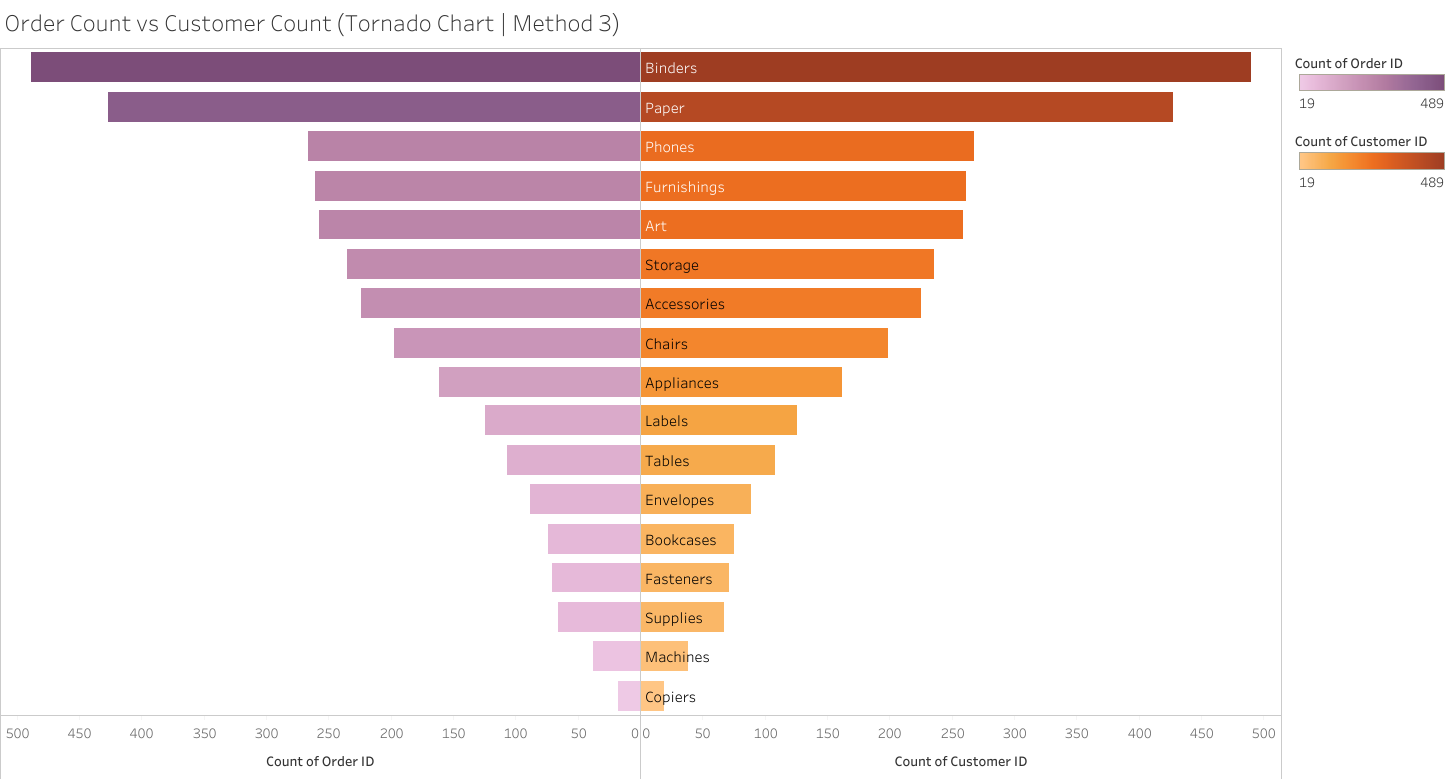 Order Count vs Customer Count (Tornado Chart | Method 3)
Binders
Paper
Phones
Furnishings
Art
Storage
Accessories
Chairs
Appliances
Labels
Tables
Envelopes
Bookcases
Fasteners
Supplies
Machines
Copiers
500 450 400 350 300 250 200 150 100 50 0 0 50 100 150 200 250 300 350 400 450 500
Count of Order ID Count of Customer ID
Count of Order ID
19 489
Count of Customer ID
19 489